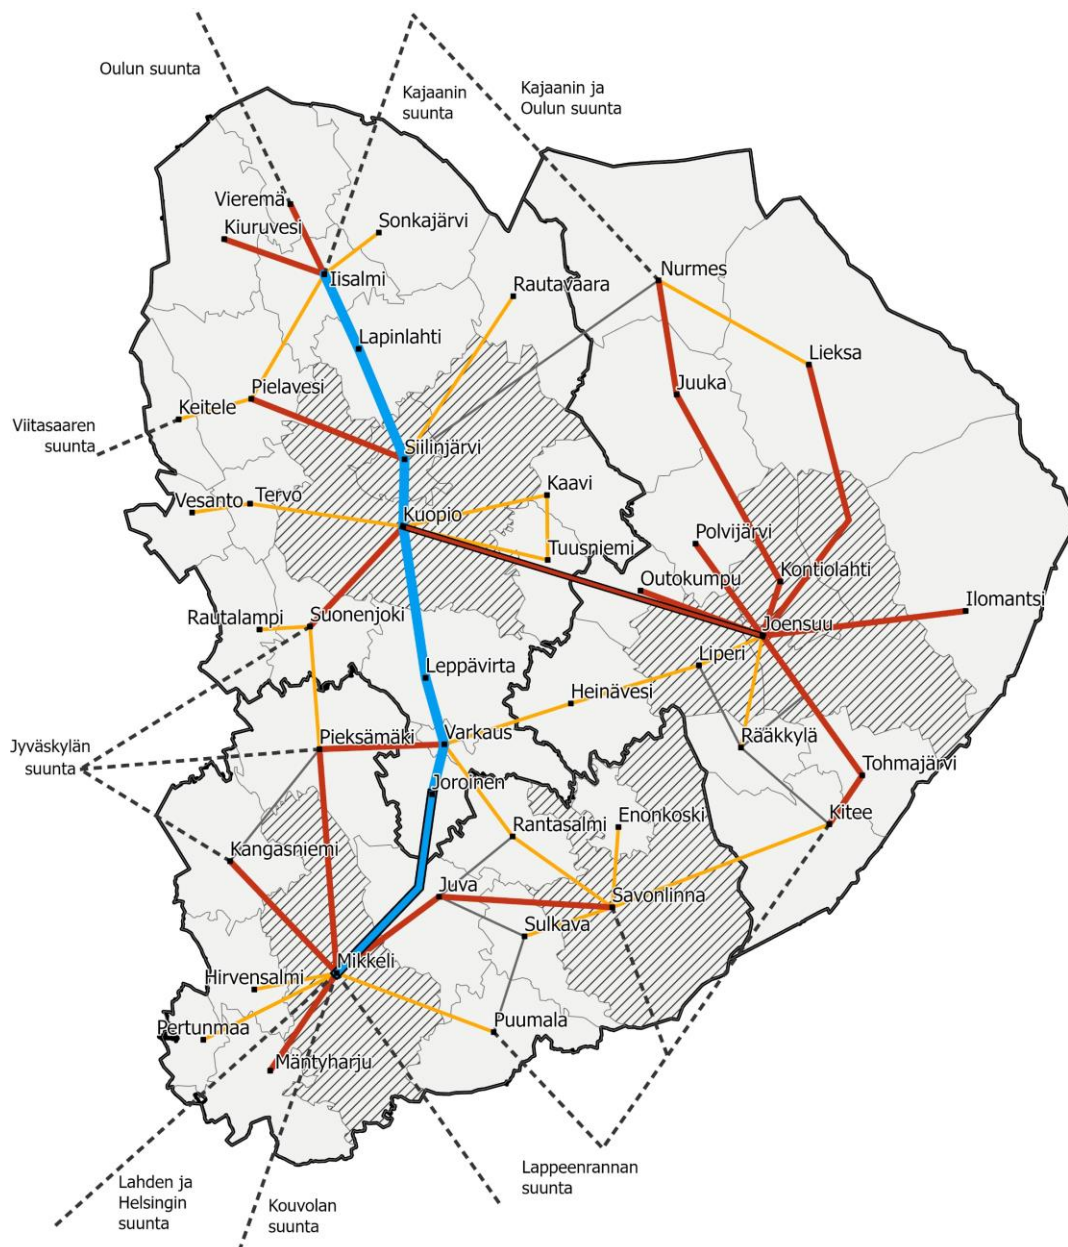 Oulun suunta
Kajaanin
suunta
Kajaanin ja
Oulun suunta
Vieremä
Kiuruvesi
Sonkajärvi
Iisalmi
Rautavaara
Nurmes
Lapinlahti
Lieksa
Juuka
Pielavesi
Keitele
Viitasaaren
suunta
Siilinjärvi
Kaavi
Vesanto
Tervo
Kuopio
Polvijärvi
Tuusniemi
Outokumpu
Kontiolahti
Ilomantsi
Rautalampi
Suonenjoki
Joensuu
Liperi
Leppävirta
Heinävesi
Jyväskylän
suunta
Pieksämäki
Varkaus
Rääkkylä
Tohmajärvi
Joroinen
Rantasalmi
Enonkoski
Kitee
Kangasniemi
Juva
Savonlinna
Sulkava
Mikkeli
Hirvensalmi
Puumala
Pertunmaa
Mäntyharju
Lahden ja
Helsingin
suunta
Kouvolan
suunta
Lappeenrannan
suunta